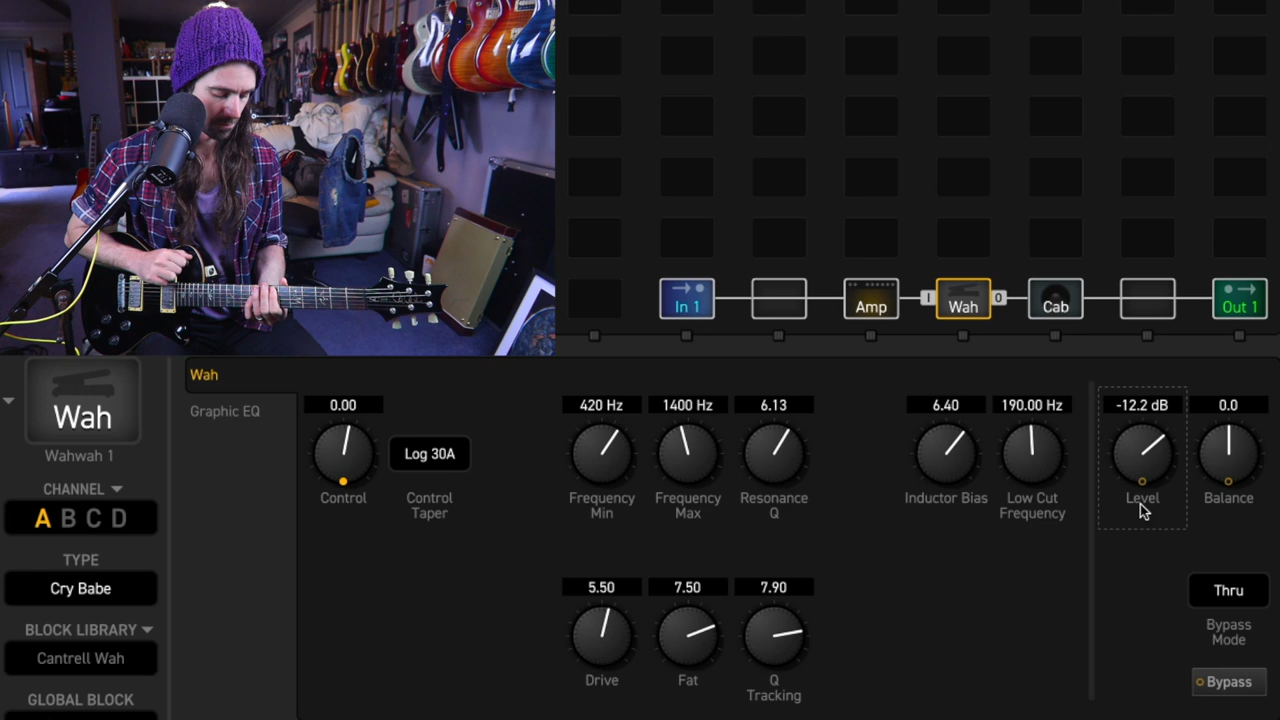 In 1
Amp
I
Wah
O
Cab
Out 1
Wah
Wahwah 1
CHANNEL
A B C D
TYPE
Cry Babe
BLOCK LIBRARY
Cantrell Wah
GLOBAL BLOCK
Wah
Graphic EQ
0.00
Control
Log 30A
Control
Taper
420 Hz
Frequency
Min
1400 Hz
Frequency
Max
6.13
Resonance
Q
6.40
Inductor Bias
190.00 Hz
Low Cut
Frequency
-12.2 dB
Level
0.0
Balance
5.50
Drive
7.50
Fat
7.90
Q
Tracking
Thru
Bypass
Mode
Bypass